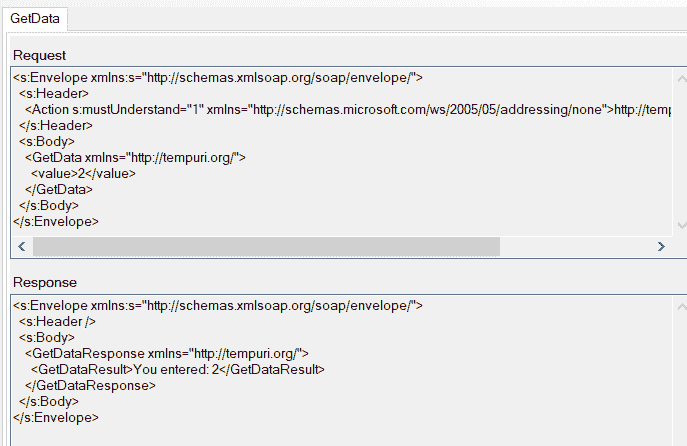 GetData
Request
<s:Envelope xmlns:s="http://schemas.xmlsoap.org/soap/envelope/">
<s:Header>
<Action s:mustUnderstand="1" xmlns="http://schemas.microsoft.com/ws/2005/05/addressing/none">http://temp
</s:Header>
<s:Body>
<GetData xmlns="http://tempuri.org/">
<value>2</value>
</GetData>
</s:Body>
</s:Envelope>
Response
<s:Envelope xmlns:s="http://schemas.xmlsoap.org/soap/envelope/">
<s:Header />
<s:Body>
<GetDataResponse xmlns="http://tempuri.org/">
<GetDataResult>You entered: 2</GetDataResult>
</GetDataResponse>
</s:Body>
</s:Envelope>